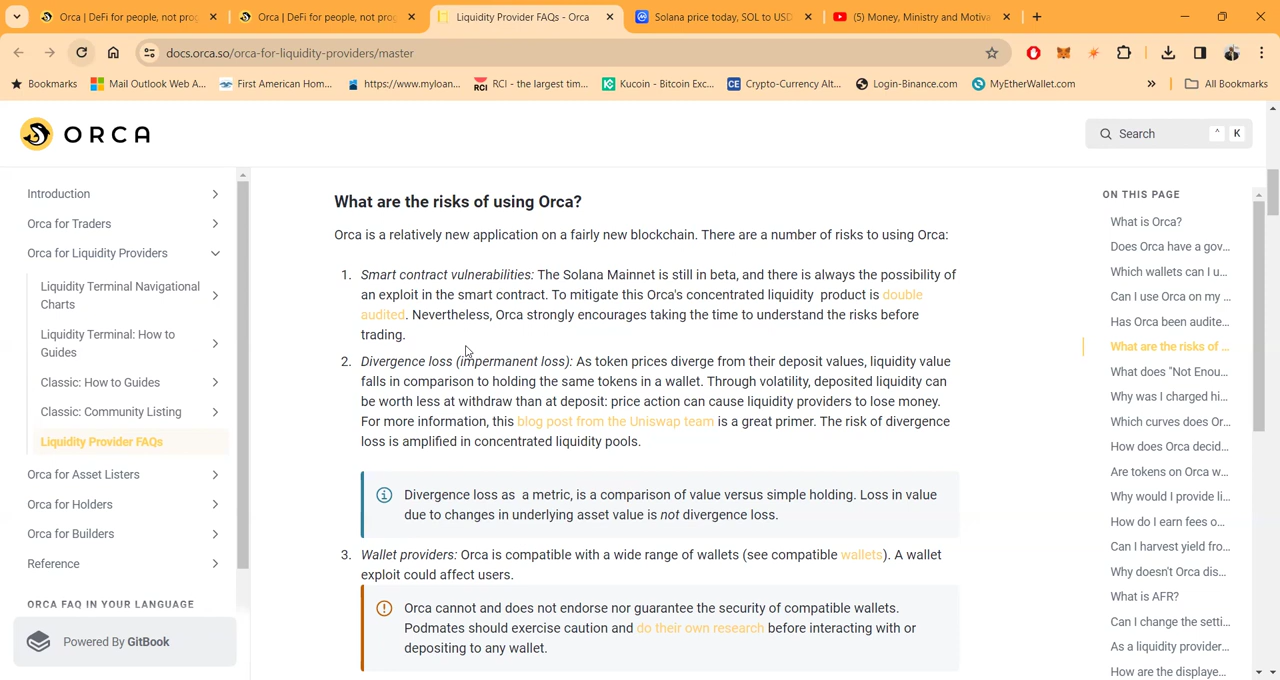 Orca | DeFi for people, not prog
Orca | DeFi for people, not prog
Liquidity Provider FAQs - Orca
Solana price today, SOL to USD
(5) Money, Ministry and Motiva
docs.orca.so/orca-for-liquidity-providers/master
Bookmarks
Mail Outlook Web A...
First American Hom...
https://www.myloan...
RCI - the largest tim...
Kucoin - Bitcoin Exc...
Crypto-Currency Alt...
Login-Binance.com
MyEtherWallet.com
All Bookmarks
ORCA
Search
^ K
Introduction
Orca for Traders
Orca for Liquidity Providers
Liquidity Terminal Navigational
Charts
Liquidity Terminal: How to
Guides
Classic: How to Guides
Classic: Community Listing
Liquidity Provider FAQs
Orca for Asset Listers
Orca for Holders
Orca for Builders
Reference
ORCA FAQ IN YOUR LANGUAGE
Powered By GitBook
What are the risks of using Orca?
Orca is a relatively new application on a fairly new blockchain. There are a number of risks to using Orca:
1. Smart contract vulnerabilities: The Solana Mainnet is still in beta, and there is always the possibility of
an exploit in the smart contract. To mitigate this Orca's concentrated liquidity product is double
audited. Nevertheless, Orca strongly encourages taking the time to understand the risks before
trading.
2. Divergence loss (impermanent loss): As token prices diverge from their deposit values, liquidity value
falls in comparison to holding the same tokens in a wallet. Through volatility, deposited liquidity can
be worth less at withdraw than at deposit: price action can cause liquidity providers to lose money.
For more information, this blog post from the Uniswap team is a great primer. The risk of divergence
loss is amplified in concentrated liquidity pools.
Divergence loss as a metric, is a comparison of value versus simple holding. Loss in value
due to changes in underlying asset value is not divergence loss.
3. Wallet providers: Orca is compatible with a wide range of wallets (see compatible wallets). A wallet
exploit could affect users.
Orca cannot and does not endorse nor guarantee the security of compatible wallets.
Podmates should exercise caution and do their own research before interacting with or
depositing to any wallet.
ON THIS PAGE
What is Orca?
Does Orca have a gov...
Which wallets can I u...
Can I use Orca on my ...
Has Orca been audite...
What are the risks of ...
What does "Not Enou...
Why was I charged hi...
Which curves does Or...
How does Orca decid...
Are tokens on Orca w...
Why would I provide li...
How do I earn fees o...
Can I harvest yield fro...
Why doesn't Orca dis...
What is AFR?
Can I change the setti...
As a liquidity provider...
How are the displaye...